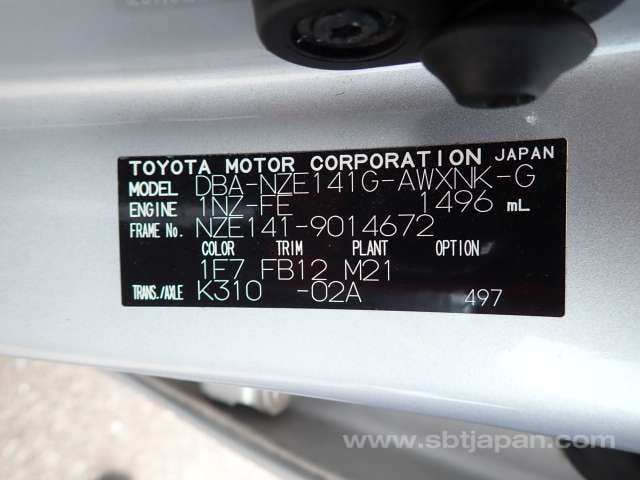 TOYOTA MOTOR CORPORATION JAPAN
MODEL DBA-NZE141G-AWXNK-G
ENGINE 1NZ-FE 1496 mL
FRAME No. NZE141-9014672
COLOR TRIM PLANT OPTION
1E7 FB12 M21
TRANS./AXLE K310 -02A 497
www.sbtjapan.com